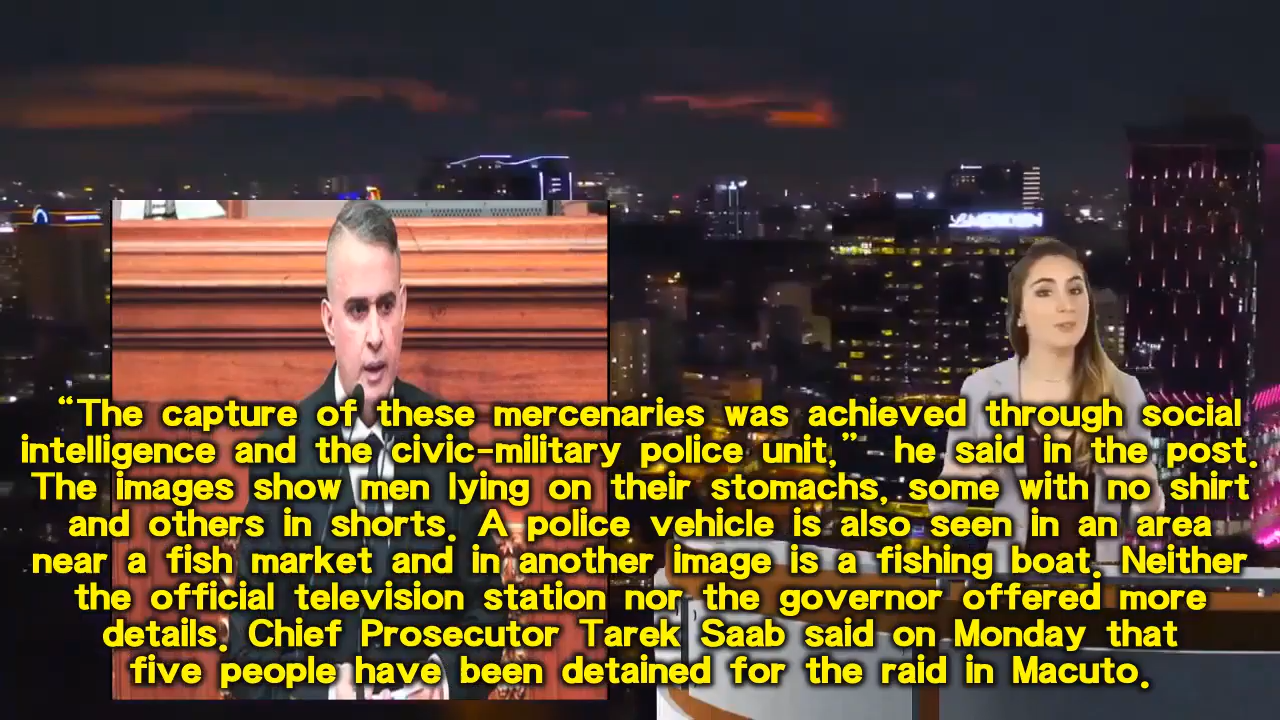 “The capture of these mercenaries was achieved through social
intelligence and the civic-military police unit,” he said in the post.
The images show men lying on their stomachs, some with no shirt
and others in shorts. A police vehicle is also seen in an area
near a fish market and in another image is a fishing boat. Neither
the official television station nor the governor offered more
details. Chief Prosecutor Tarek Saab said on Monday that
five people have been detained for the raid in Macuto.